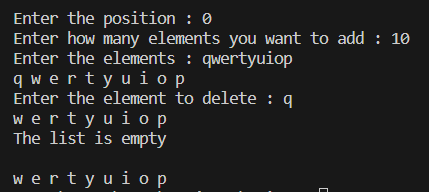 Enter the position : 0
Enter how many elements you want to add : 10
Enter the elements : qwertyuiop
q w e r t y u i o p
Enter the element to delete : q
w e r t y u i o p
The list is empty

w e r t y u i o p